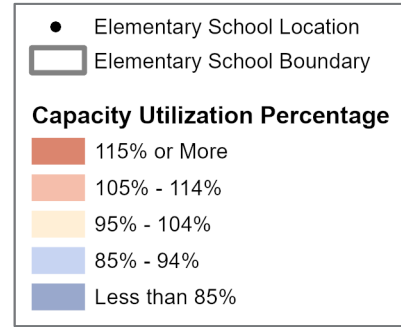 Elementary School Location
Elementary School Boundary
Capacity Utilization Percentage
115% or More
105% - 114%
95% - 104%
85% - 94%
Less than 85%